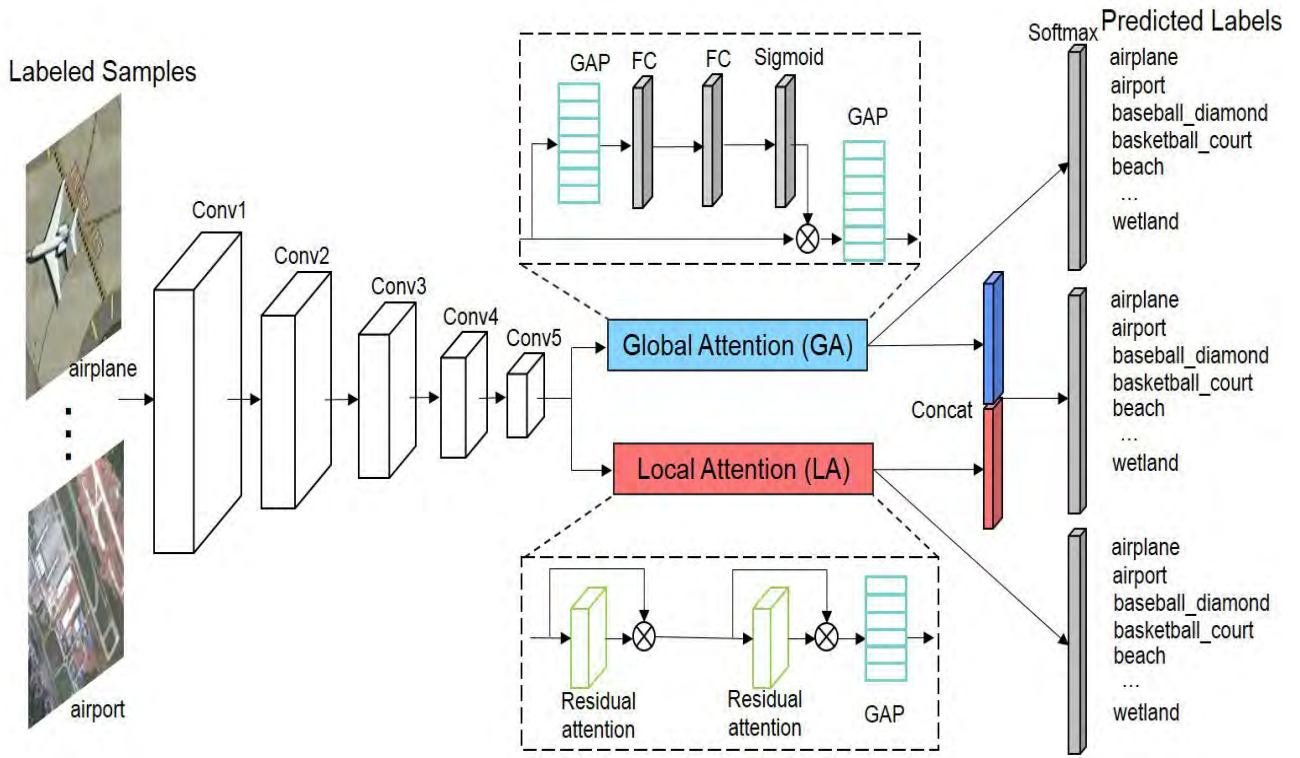 Labeled Samples
airplane
airport
Conv1
Conv2
Conv3
Conv4
Conv5
GAP
FC
FC
Sigmoid
GAP
Global Attention (GA)
Local Attention (LA)
Residual
attention
Residual
attention
GAP
Concat
Softmax
Predicted Labels
airplane
airport
baseball_diamond
basketball_court
beach
...
wetland
airplane
airport
baseball_diamond
basketball_court
beach
...
wetland
airplane
airport
baseball_diamond
basketball_court
beach
...
wetland